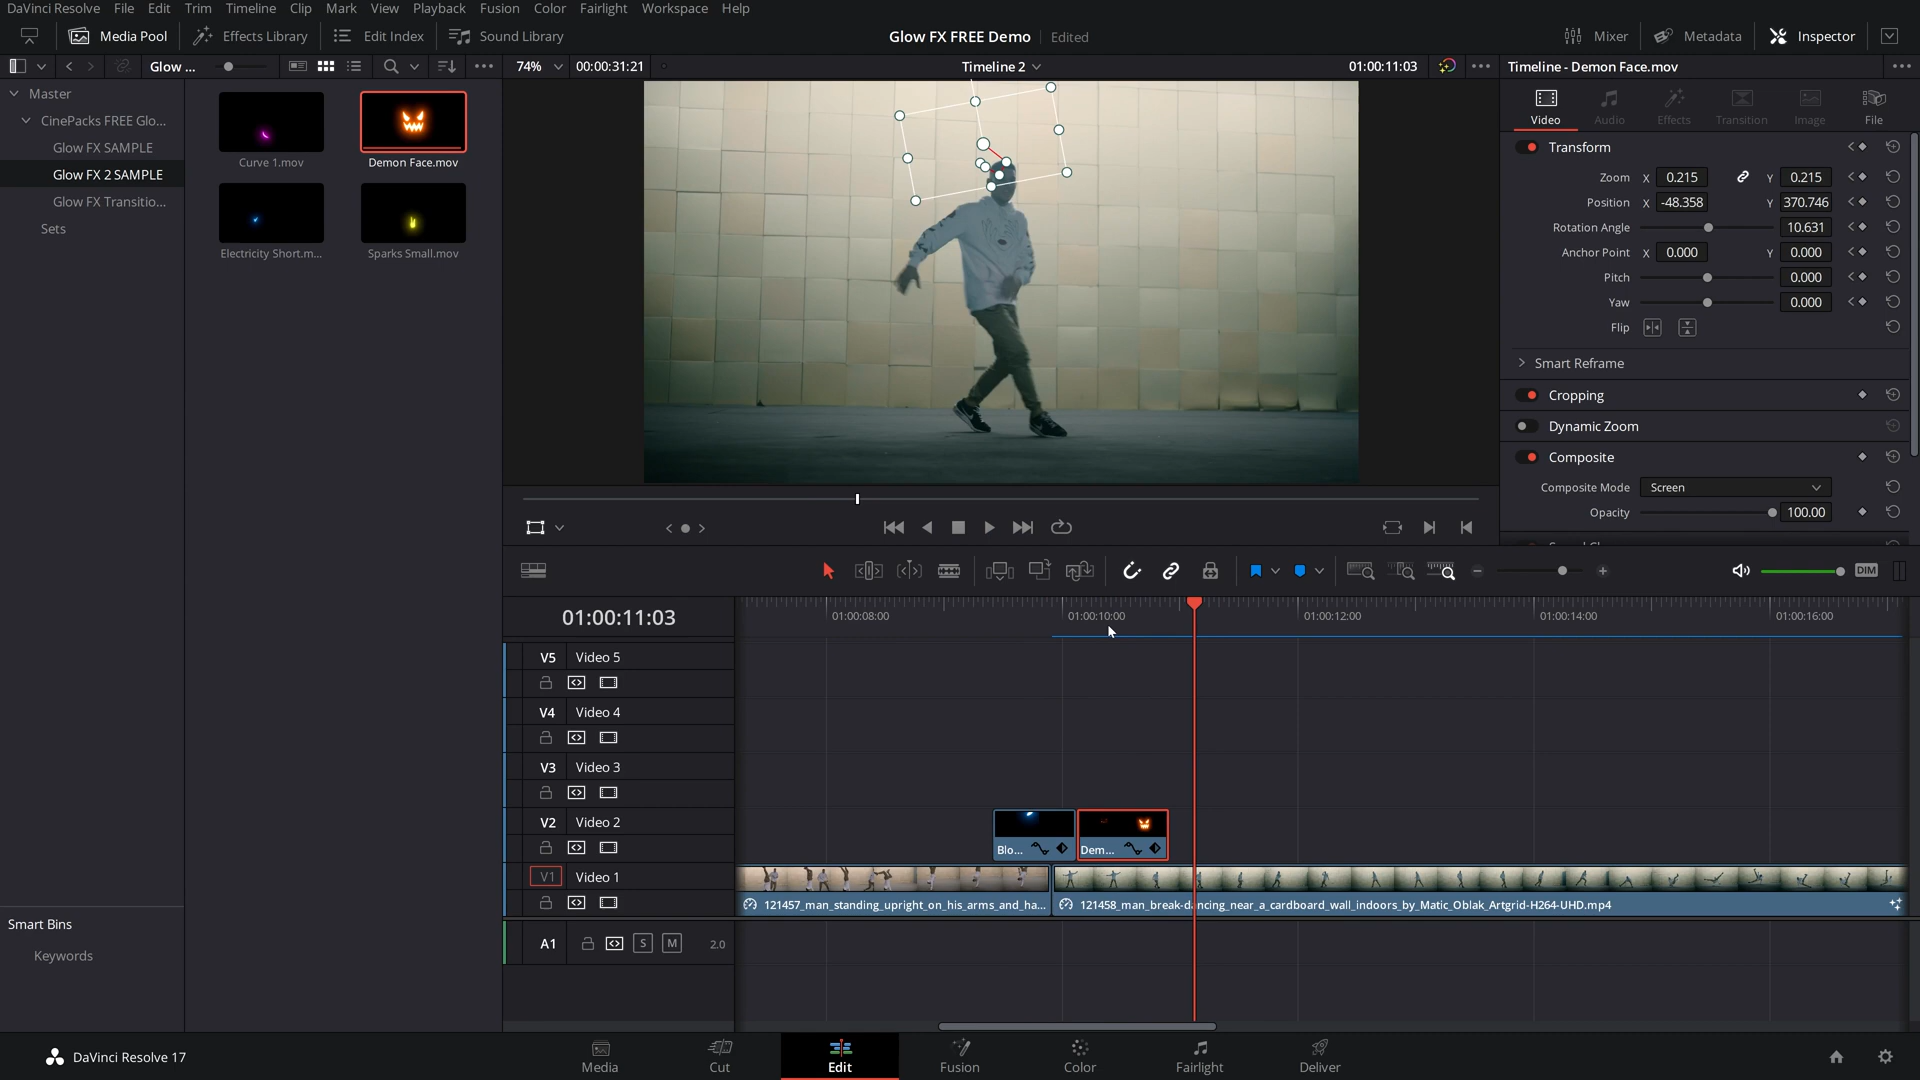 DaVinci Resolve File Edit Trim Timeline Clip Mark View Playback Fusion Color Fairlight Workspace Help
Media Pool Effects Library Edit Index Sound Library Glow FX FREE Demo Edited Mixer Metadata Inspector
Glow ... 74% 00:00:31:21 Timeline 2 01:00:11:03 Timeline - Demon Face.mov
Master
CinePacks FREE Glo...
Glow FX SAMPLE
Glow FX 2 SAMPLE
Glow FX Transitio...
Sets
Curve 1.mov Demon Face.mov
Electricity Short.m... Sparks Small.mov
Video Audio Effects Transition Image File
Transform
Zoom X 0.215 Y 0.215
Position X -48.358 Y 370.746
Rotation Angle 10.631
Anchor Point X 0.000 Y 0.000
Pitch 0.000
Yaw 0.000
Flip
Smart Reframe
Cropping
Dynamic Zoom
Composite
Composite Mode Screen
Opacity 100.00
DIM
01:00:11:03 01:00:08:00 01:00:10:00 01:00:12:00 01:00:14:00 01:00:16:00
V5 Video 5
V4 Video 4
V3 Video 3
V2 Video 2
Blo... Dem...
V1 Video 1
121457_man_standing_upright_on_his_arms_and_ha... 121458_man_break-dancing_near_a_cardboard_wall_indoors_by_Matic_Oblak_Artgrid-H264-UHD.mp4
A1 S M 2.0
Smart Bins
Keywords
DaVinci Resolve 17 Media Cut Edit Fusion Color Fairlight Deliver